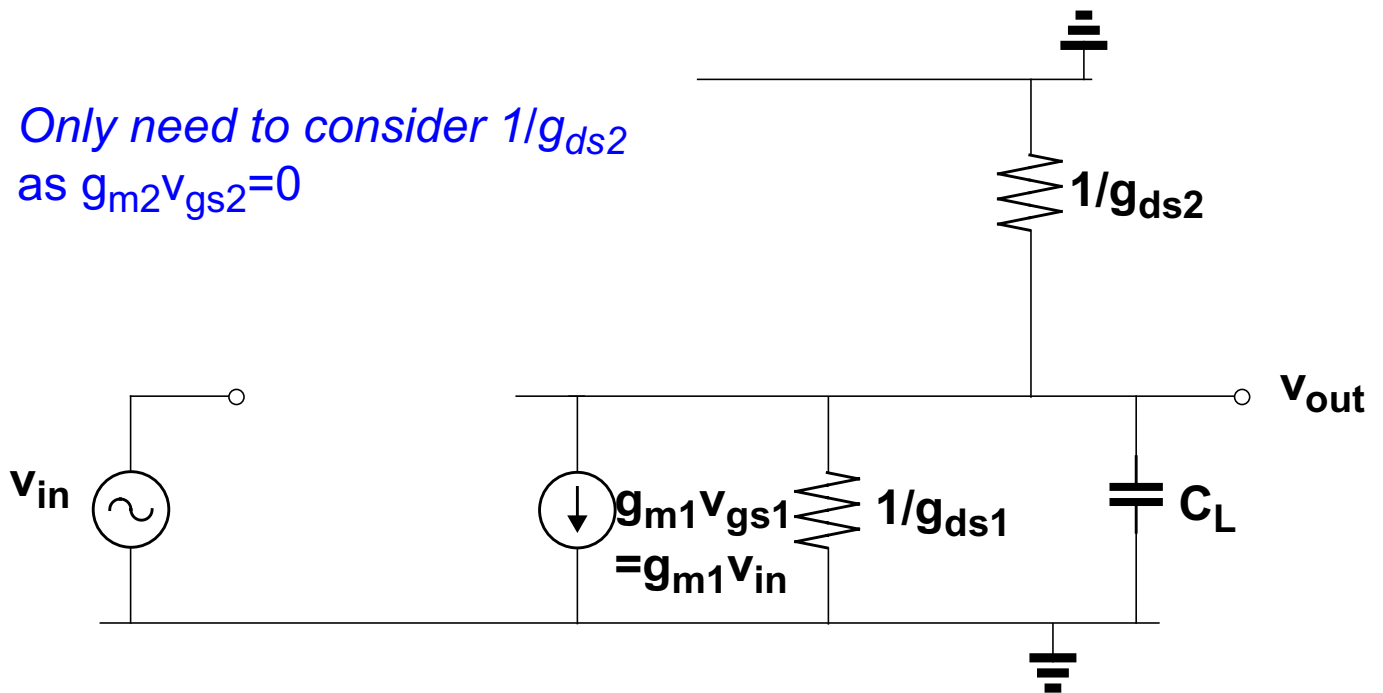 Only need to consider 1/gds2
as gm2vgs2=0
1/gds2
vout
vin
gm1vgs1
=gm1vin
1/gds1
CL